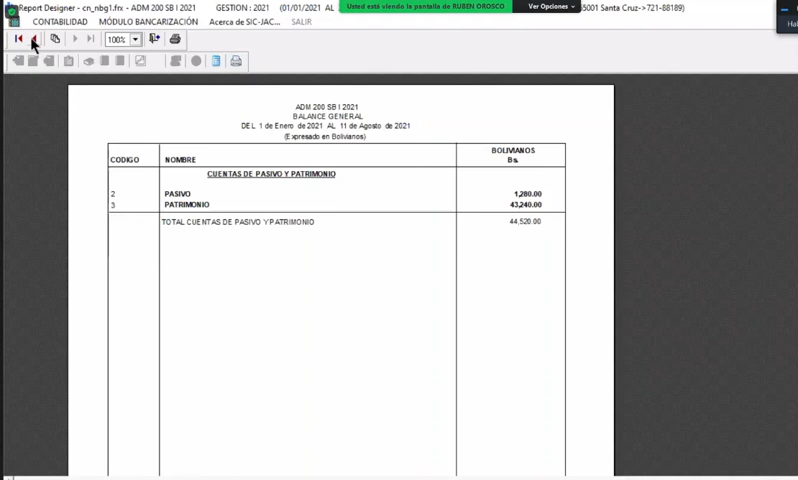 Report Designer - cn_nbg1.frx - ADM 200 SB I 2021 GESTION : 2021 (01/01/2021 AL
Usted está viendo la pantalla de RUBEN OROSCO
Ver Opciones
5001 Santa Cruz->721-88189)
CONTABILIDAD MÓDULO BANCARIZACIÓN Acerca de SIC-JAC... SALIR
100%
ADM 200 SB I 2021
BALANCE GENERAL
DEL 1 de Enero de 2021 AL 11 de Agosto de 2021
(Expresado en Bolivianos)
CODIGO NOMBRE BOLIVIANOS
Bs.
CUENTAS DE PASIVO Y PATRIMONIO
2 PASIVO 1,280.00
3 PATRIMONIO 43,240.00
TOTAL CUENTAS DE PASIVO Y PATRIMONIO 44,520.00